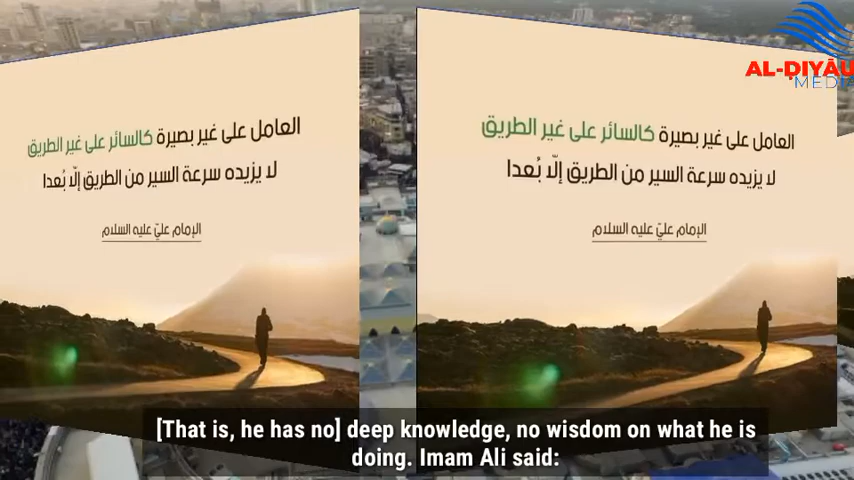 AL-ḌIYĀU
MEDIA
العامل على غير بصيرة كالسائر على غير الطريق
لا يزيده سرعة السير من الطريق إلّا بُعدا
الإمام عليّ عليه السلام
العامل على غير بصيرة كالسائر على غير الطريق
لا يزيده سرعة السير من الطريق إلّا بُعدا
الإمام عليّ عليه السلام
[That is, he has no] deep knowledge, no wisdom on what he is
doing. Imam Ali said: